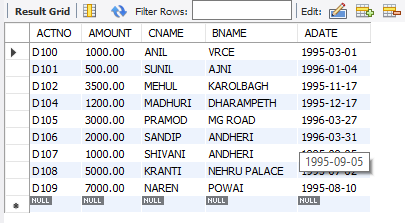 Result Grid Filter Rows: Edit:
ACTNO AMOUNT CNAME BNAME ADATE
D100 1000.00 ANIL VRCE 1995-03-01
D101 500.00 SUNIL AJNI 1996-01-04
D102 3500.00 MEHUL KAROLBAGH 1995-11-17
D104 1200.00 MADHURI DHARAMPETH 1995-12-17
D105 3000.00 PRAMOD MG ROAD 1996-03-27
D106 2000.00 SANDIP ANDHERI 1996-03-31
D107 1000.00 SHIVANI ANDHERI
1995-09-05
D108 5000.00 KRANTI NEHRU PALACE
D109 7000.00 NAREN POWAI 1995-08-10
NULL NULL NULL NULL NULL